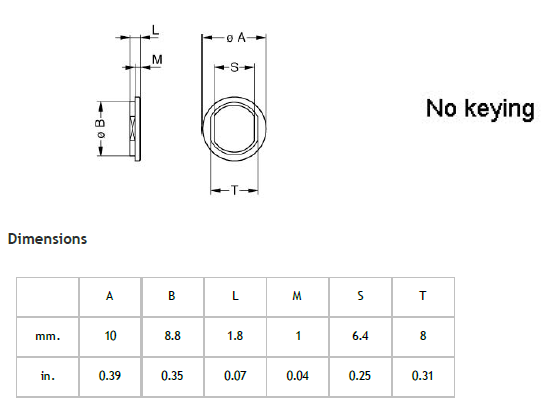 L
ø A
M
S
ø B
No keying
T
Dimensions
A B L M S T
mm. 10 8.8 1.8 1 6.4 8
in. 0.39 0.35 0.07 0.04 0.25 0.31